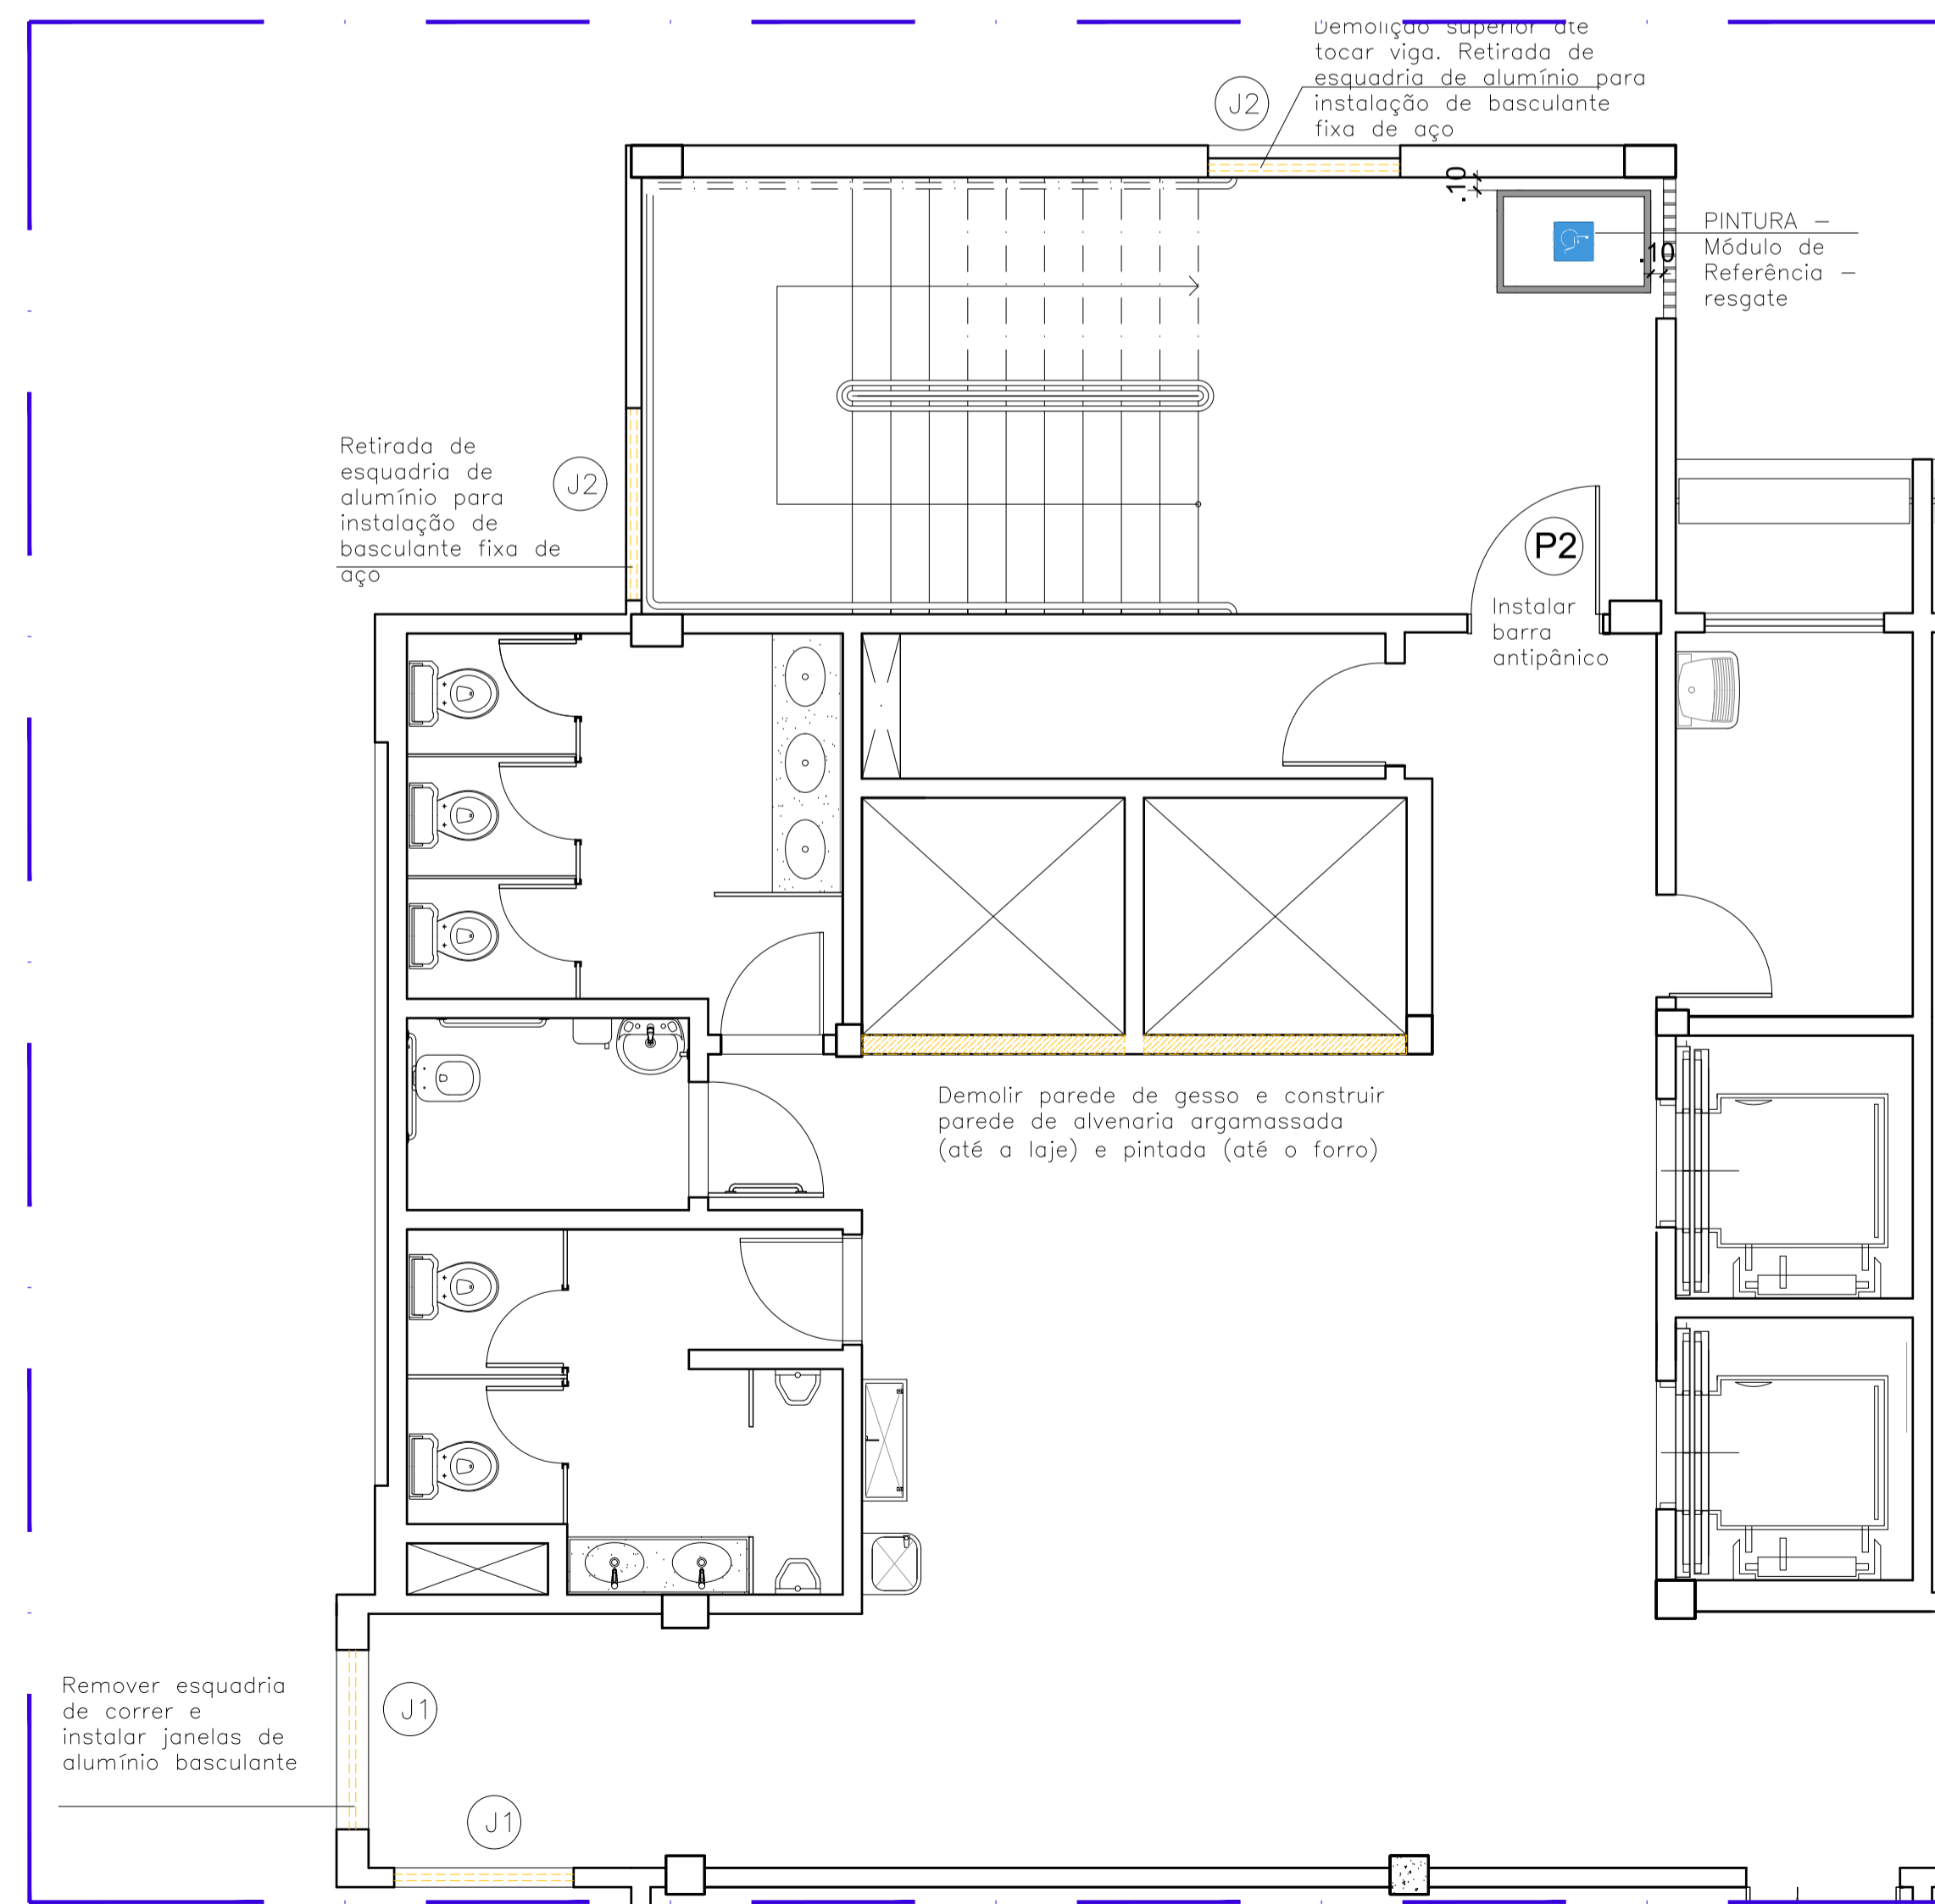 Demolição superior até
tocar viga. Retirada de
esquadria de alumínio para
instalação de basculante
fixa de aço
J2
.10
.10
PINTURA –
Módulo de
Referência –
resgate
Retirada de
esquadria de
alumínio para
instalação de
basculante fixa de
aço
J2
P2
Instalar
barra
antipânico
Demolir parede de gesso e construir
parede de alvenaria argamassada
(até a laje) e pintada (até o forro)
Remover esquadria
de correr e
instalar janelas de
alumínio basculante
J1
J1